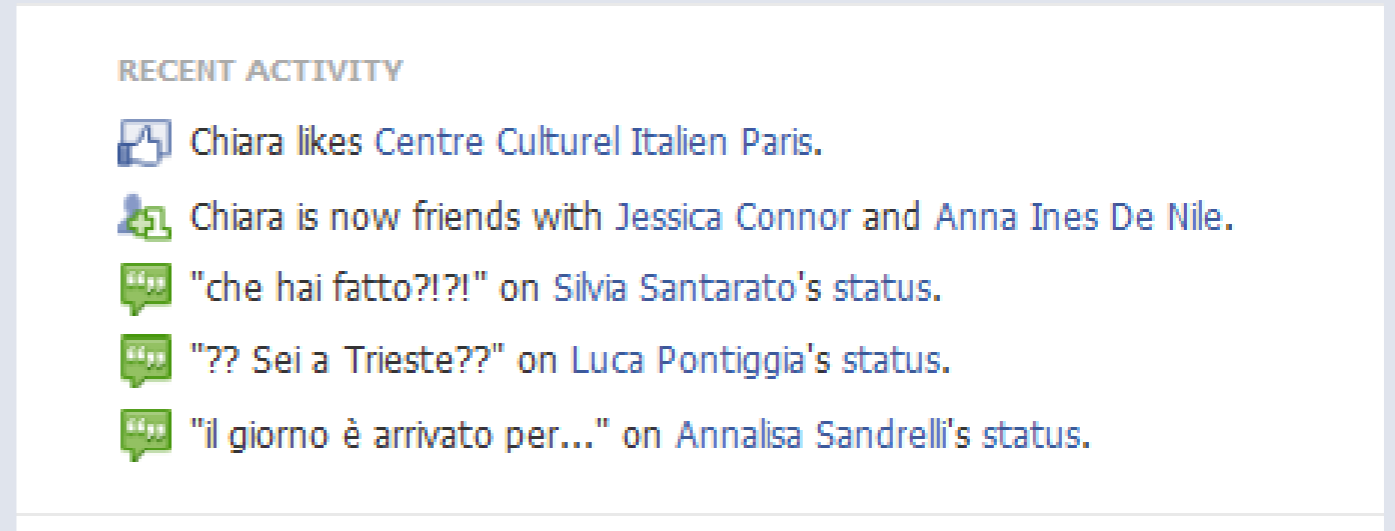 RECENT ACTIVITY
Chiara likes Centre Culturel Italien Paris.
Chiara is now friends with Jessica Connor and Anna Ines De Nile.
"che hai fatto?!?!" on Silvia Santarato's status.
"?? Sei a Trieste??" on Luca Pontiggia's status.
"il giorno è arrivato per..." on Annalisa Sandrelli's status.